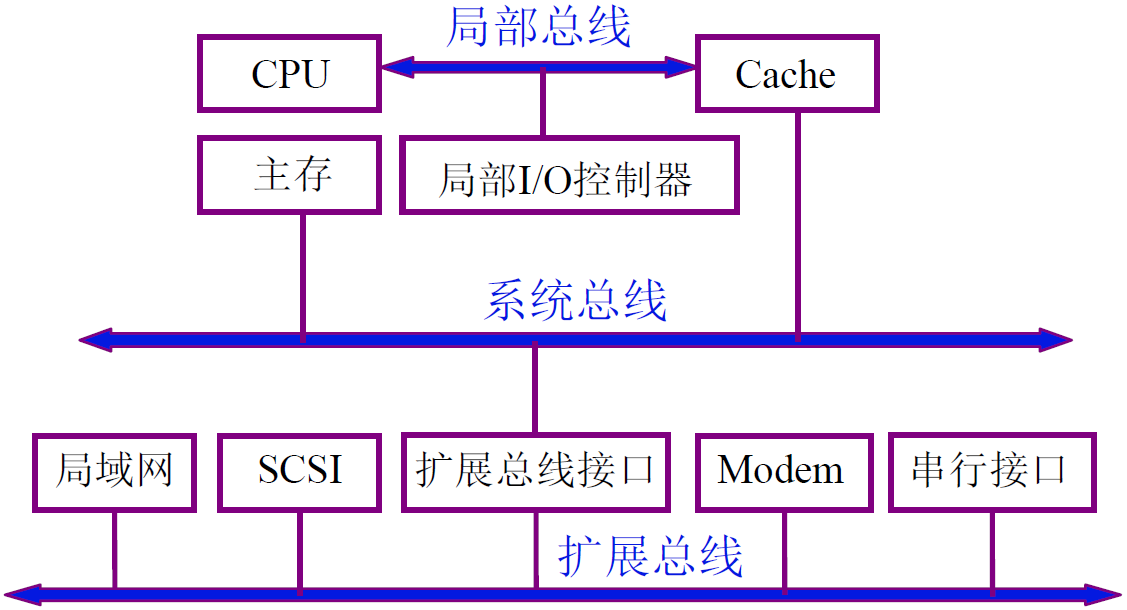 局部总线
CPU
Cache
主存
局部I/O控制器
系统总线
局域网
SCSI
扩展总线接口
Modem
串行接口
扩展总线